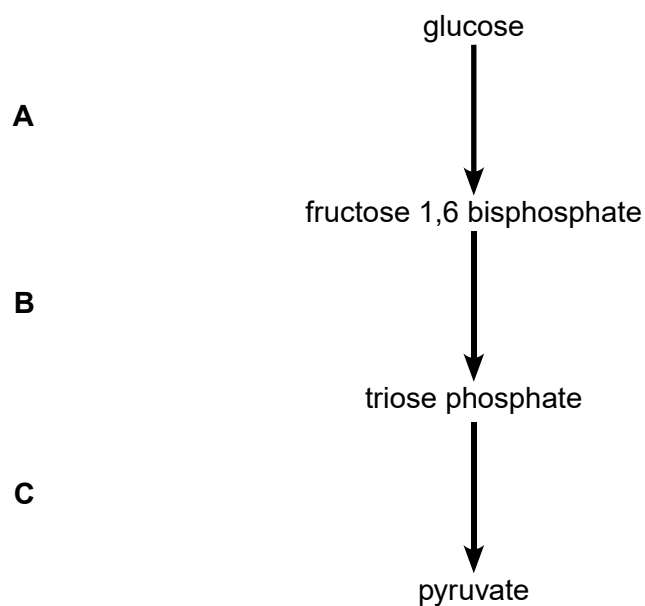 glucose
A
fructose 1,6 bisphosphate
B
triose phosphate
C
pyruvate